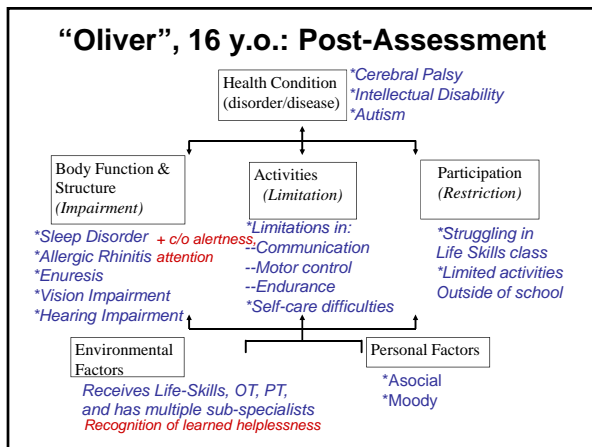 “Oliver”, 16 y.o.: Post-Assessment
Health Condition
(disorder/disease)
*Cerebral Palsy
*Intellectual Disability
*Autism
Body Function &
Structure
(Impairment)
*Sleep Disorder + c/o alertness,
*Allergic Rhinitis attention
*Enuresis
*Vision Impairment
*Hearing Impairment
Activities
(Limitation)
*Limitations in:
--Communication
--Motor control
--Endurance
*Self-care difficulties
Participation
(Restriction)
*Struggling in
Life Skills class
*Limited activities
Outside of school
Environmental
Factors
Receives Life-Skills, OT, PT,
and has multiple sub-specialists
Recognition of learned helplessness
Personal Factors
*Asocial
*Moody